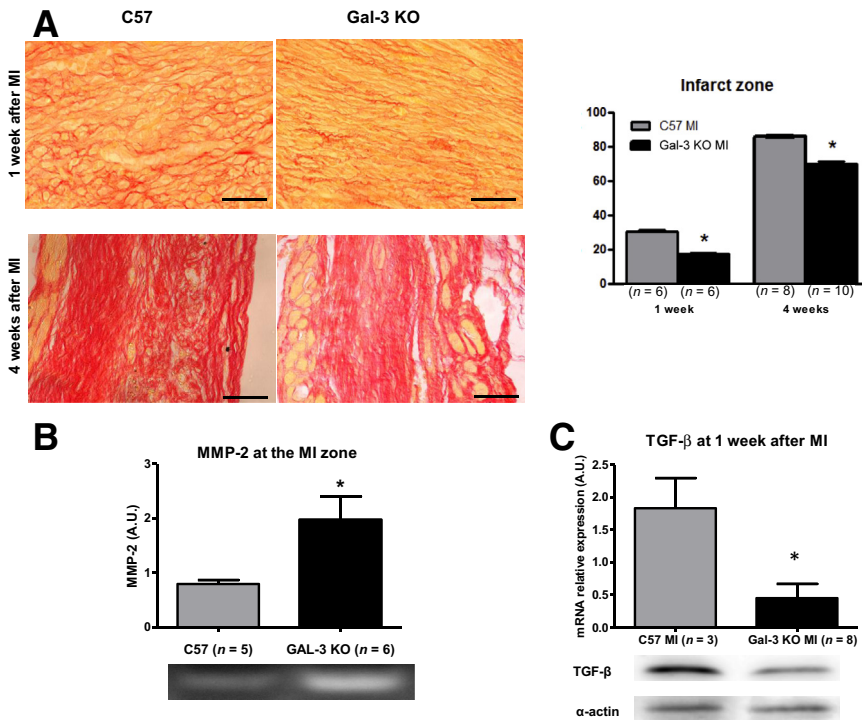 A
C57
Gal-3 KO
1 week after MI
4 weeks after MI
Infarct zone
100
80
60
40
20
0
C57 MI
Gal-3 KO MI
*
*
(n = 6) (n = 6) (n = 8) (n = 10)
1 week
4 weeks
B
MMP-2 at the MI zone
MMP-2 (A.U.)
3
2
1
0
*
C57 (n = 5)
GAL-3 KO (n = 6)
C
TGF-β at 1 week after MI
mRNA relative expression (A.U.)
2.5
2.0
1.5
1.0
0.5
0.0
*
C57 MI (n = 3)
Gal-3 KO MI (n = 8)
TGF-β
α-actin